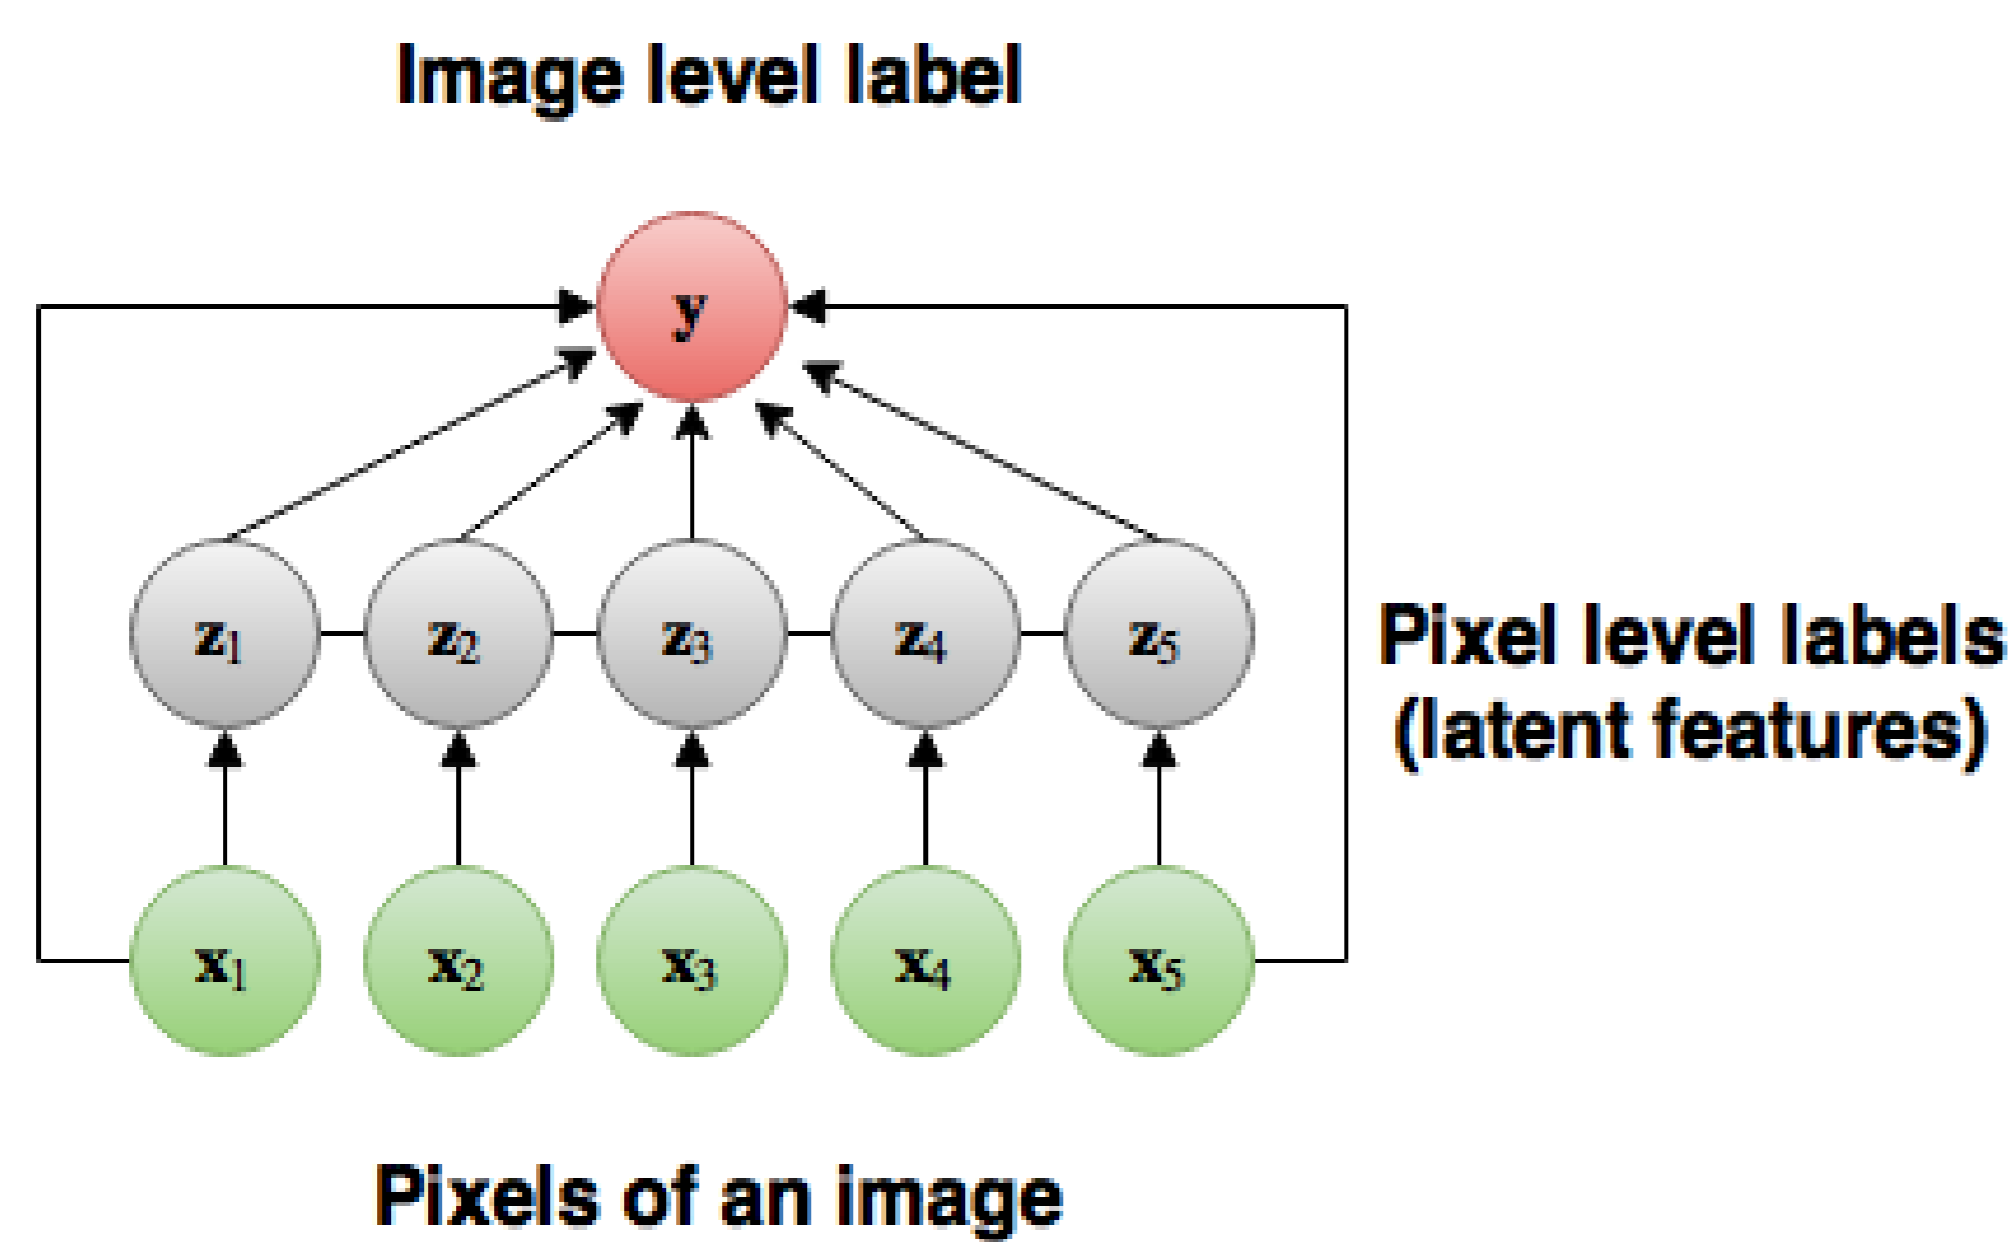 Image level label
y
z1 z2 z3 z4 z5
Pixel level labels
(latent features)
x1 x2 x3 x4 x5
Pixels of an image